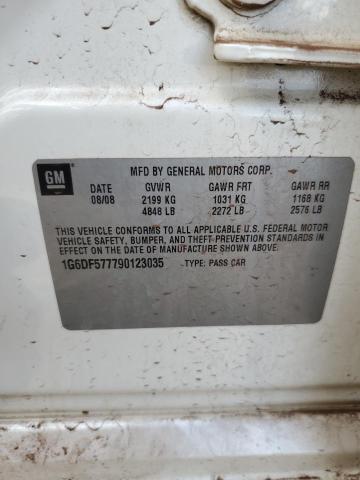 GM
MFD BY GENERAL MOTORS CORP.
DATE GVWR GAWR FRT GAWR RR
08/08 2199 KG 1031 KG 1168 KG
4848 LB 2272 LB 2576 LB
THIS VEHICLE CONFORMS TO ALL APPLICABLE U.S. FEDERAL MOTOR
VEHICLE SAFETY, BUMPER, AND THEFT PREVENTION STANDARDS IN
EFFECT ON THE DATE OF MANUFACTURE SHOWN ABOVE.
1G6DF577790123035 TYPE: PASS CAR